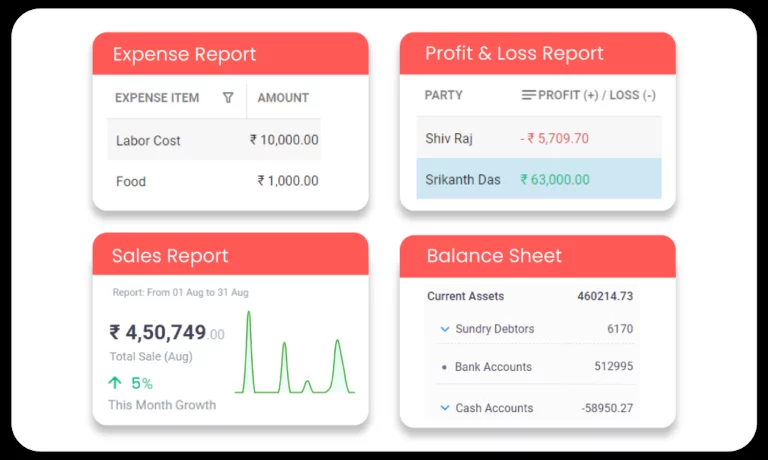 Expense Report
EXPENSE ITEM AMOUNT
Labor Cost ₹ 10,000.00
Food ₹ 1,000.00
Profit & Loss Report
PARTY PROFIT (+) / LOSS (-)
Shiv Raj - ₹ 5,709.70
Srikanth Das ₹ 63,000.00
Sales Report
Report: From 01 Aug to 31 Aug
₹ 4,50,749.00
Total Sale (Aug)
5%
This Month Growth
Balance Sheet
Current Assets 460214.73
Sundry Debtors 6170
Bank Accounts 512995
Cash Accounts -58950.27